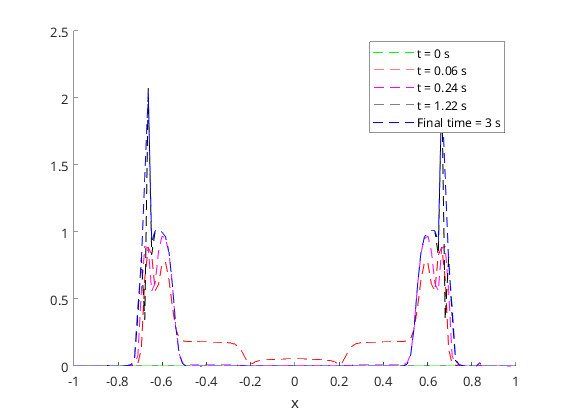 2.5
2
1.5
1
0.5
0
-1 -0.8 -0.6 -0.4 -0.2 0 0.2 0.4 0.6 0.8 1
x
t = 0 s
t = 0.06 s
t = 0.24 s
t = 1.22 s
Final time = 3 s